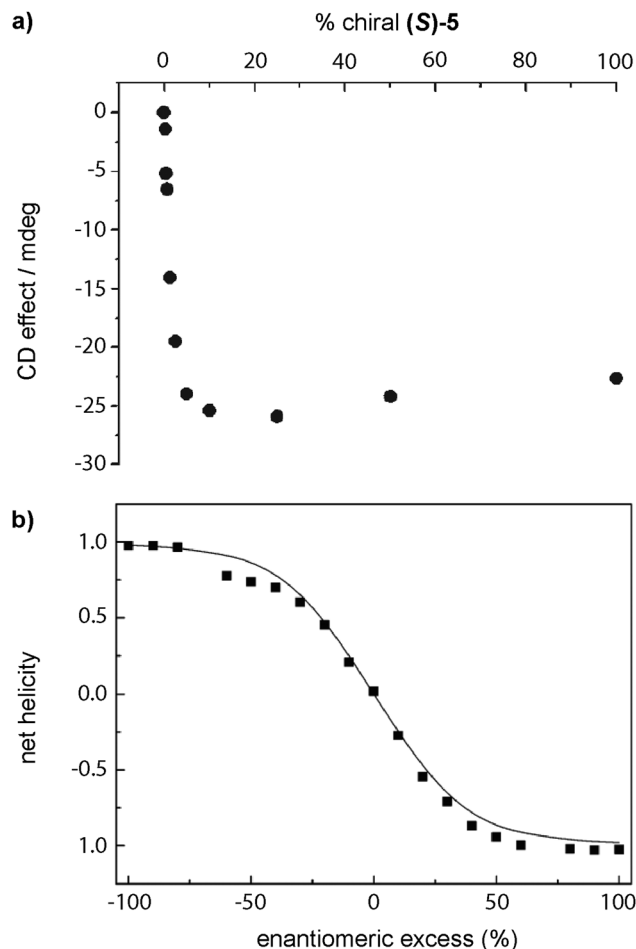 a)
% chiral (S)-5
0 20 40 60 80 100
0
-5
-10
-15
-20
-25
-30
CD effect / mdeg
b)
1.0
0.5
0.0
-0.5
1.0
net helicity
-100 -50 0 50 100
enantiomeric excess (%)